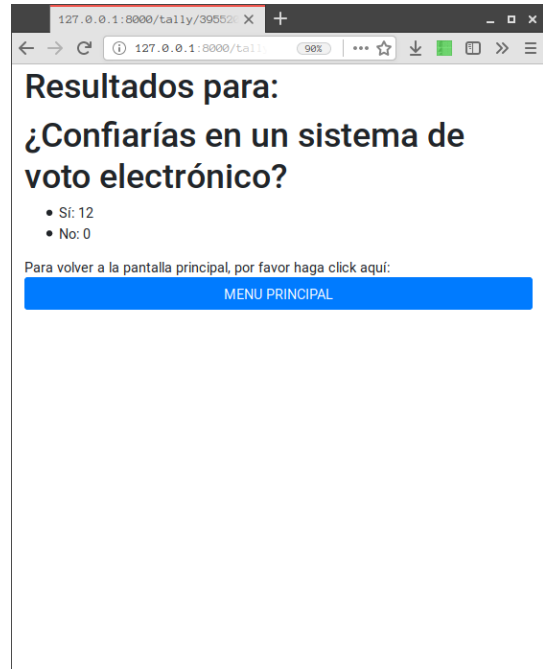 127.0.0.1:8000/tally/39552
127.0.0.1:8000/tall
90%
Resultados para:
¿Confiarías en un sistema de
voto electrónico?
Sí: 12
No: 0
Para volver a la pantalla principal, por favor haga click aquí:
MENU PRINCIPAL